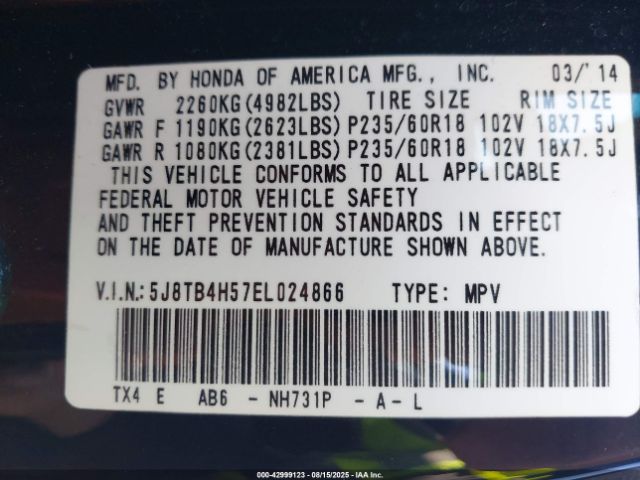 MFD. BY HONDA OF AMERICA MFG., INC. 03/'14
GVWR 2260KG(4982LBS) TIRE SIZE RIM SIZE
GAWR F 1190KG(2623LBS) P235/60R18 102V 18X7.5J
GAWR R 1080KG(2381LBS) P235/60R18 102V 18X7.5J
THIS VEHICLE CONFORMS TO ALL APPLICABLE
FEDERAL MOTOR VEHICLE SAFETY
AND THEFT PREVENTION STANDARDS IN EFFECT
ON THE DATE OF MANUFACTURE SHOWN ABOVE.
V.I.N.: 5J8TB4H57EL024866 TYPE: MPV
TX4 E AB6 - NH731P - A - L
000-42999123 - 08/15/2025 - IAA Inc.